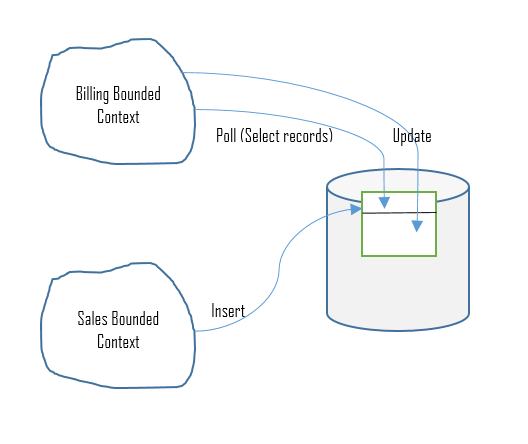 Billing Bounded
Context
Poll (Select records)
Update
Insert
Sales Bounded
Context